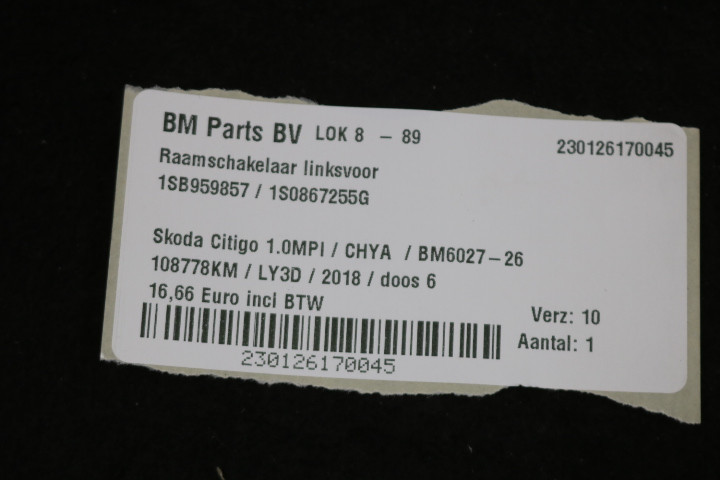 BM Parts BV LOK 8 - 89 230126170045
Raamschakelaar linksvoor
1SB959857 / 1S0867255G
Skoda Citigo 1.0MPI / CHYA / BM6027-26
108778KM / LY3D / 2018 / doos 6
16,66 Euro incl BTW
Verz: 10
Aantal: 1
230126170045